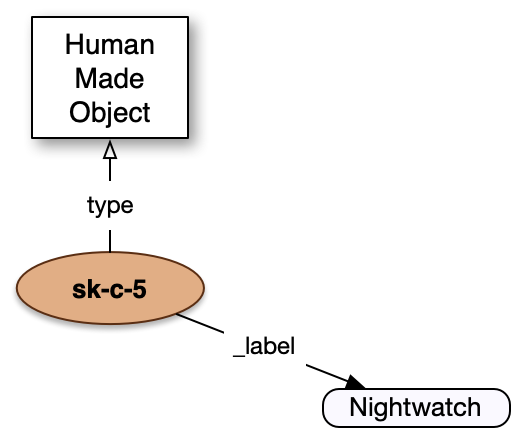 Human
Made
Object
type
sk-c-5
_label
Nightwatch